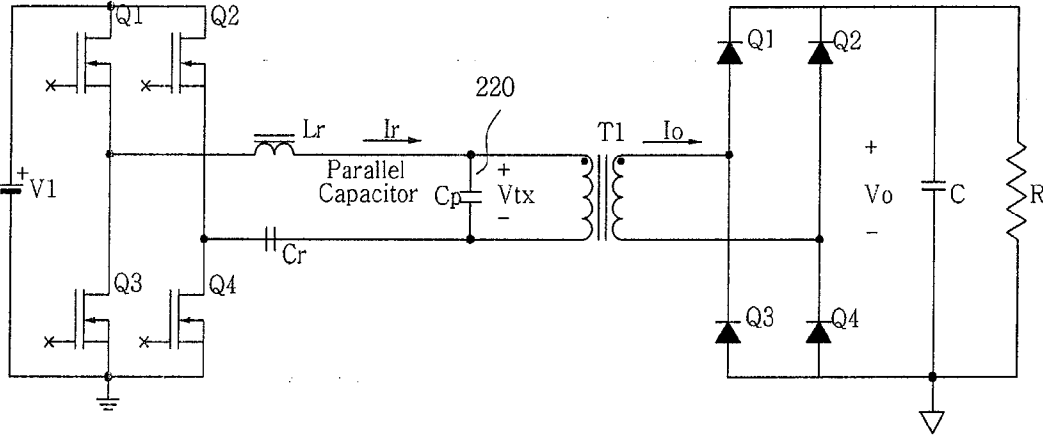 Q1
Q2
Q1
Q2
220
Lr
Ir
T1
Io
Parallel
Capacitor
Cp
+
Vtx
−
+
V1
+
Vo
−
C
R
Cr
Q3
Q4
Q3
Q4